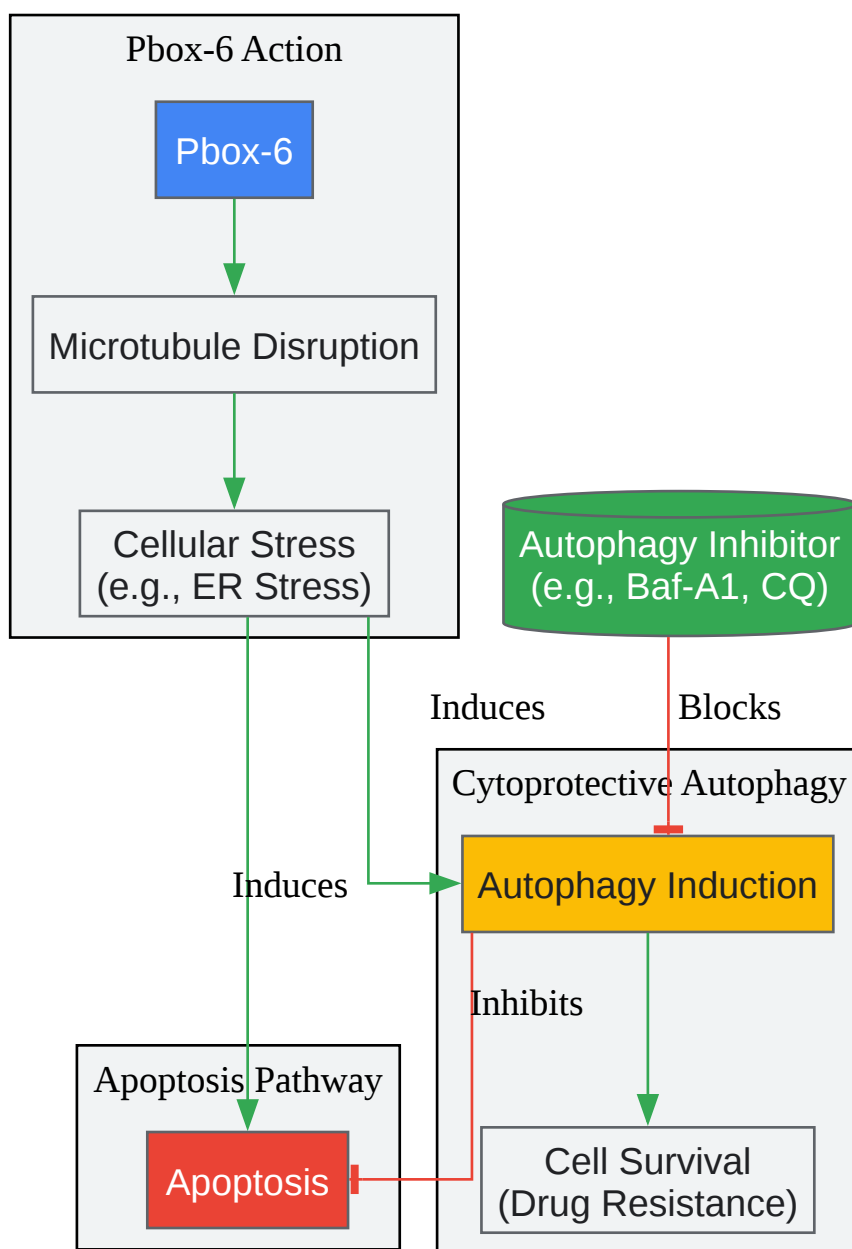 Pbox-6 Action
Pbox-6
Microtubule Disruption
Cellular Stress
(e.g., ER Stress)
Autophagy Inhibitor
(e.g., Baf-A1, CQ)
Induces
Blocks
Cytoprotective Autophagy
Autophagy Induction
Induces
Inhibits
Apoptosis Pathway
Apoptosis
Cell Survival
(Drug Resistance)